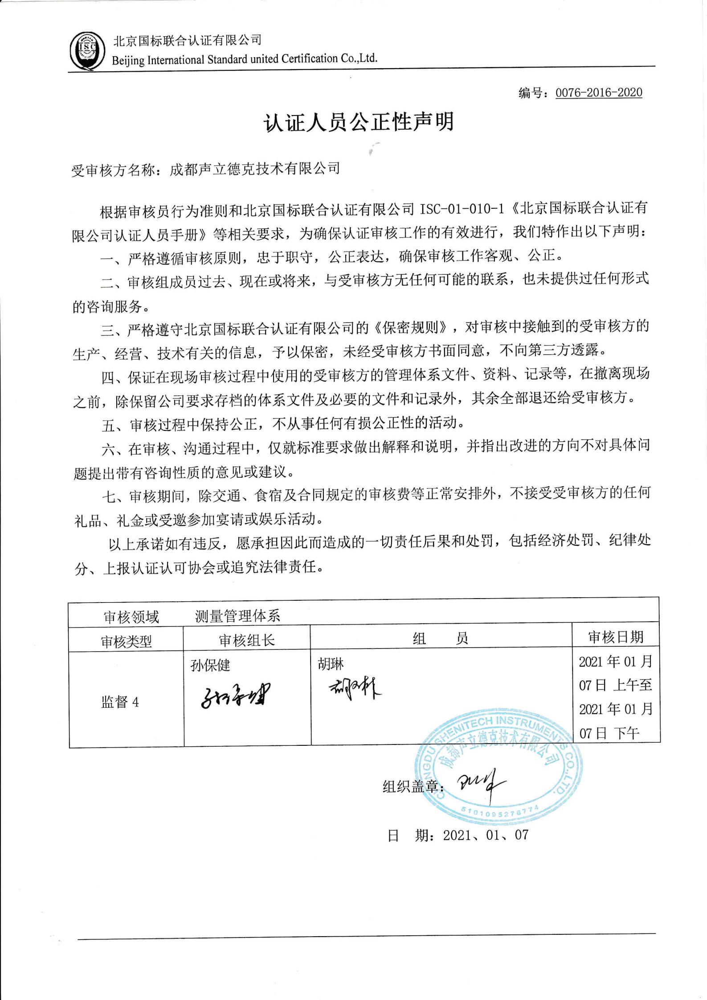 ISC
北京国标联合认证有限公司
Beijing International Standard united Certification Co.,Ltd.
编号：0076-2016-2020
认证人员公正性声明
受审核方名称：成都声立德克技术有限公司
根据审核员行为准则和北京国标联合认证有限公司 ISC-01-010-1《北京国标联合认证有
限公司认证人员手册》等相关要求，为确保认证审核工作的有效进行，我们特作出以下声明：
一、严格遵循审核原则，忠于职守，公正表达，确保审核工作客观、公正。
二、审核组成员过去、现在或将来，与受审核方无任何可能的联系，也未提供过任何形式
的咨询服务。
三、严格遵守北京国标联合认证有限公司的《保密规则》，对审核中接触到的受审核方的
生产、经营、技术有关的信息，予以保密，未经受审核方书面同意，不向第三方透露。
四、保证在现场审核过程中使用的受审核方的管理体系文件、资料、记录等，在撤离现场
之前，除保留公司要求存档的体系文件及必要的文件和记录外，其余全部退还给受审核方。
五、审核过程中保持公正，不从事任何有损公正性的活动。
六、在审核、沟通过程中，仅就标准要求做出解释和说明，并指出改进的方向不对具体问
题提出带有咨询性质的意见或建议。
七、审核期间，除交通、食宿及合同规定的审核费等正常安排外，不接受受审核方的任何
礼品、礼金或受邀参加宴请或娱乐活动。
以上承诺如有违反，愿承担因此而造成的一切责任后果和处罚，包括经济处罚、纪律处
分、上报认证认可协会或追究法律责任。
审核领域 测量管理体系
审核类型 审核组长 组 员 审核日期
监督 4
孙保健
孙保健
胡琳
胡琳
2021 年 01 月
07 日 上午至
2021 年 01 月
07 日 下午
CHENGDU SHENITECH INSTRUMENTS CO.,LTD.
成都声立德克技术有限公司
5101095276774
组织盖章：
日 期：2021、01、07